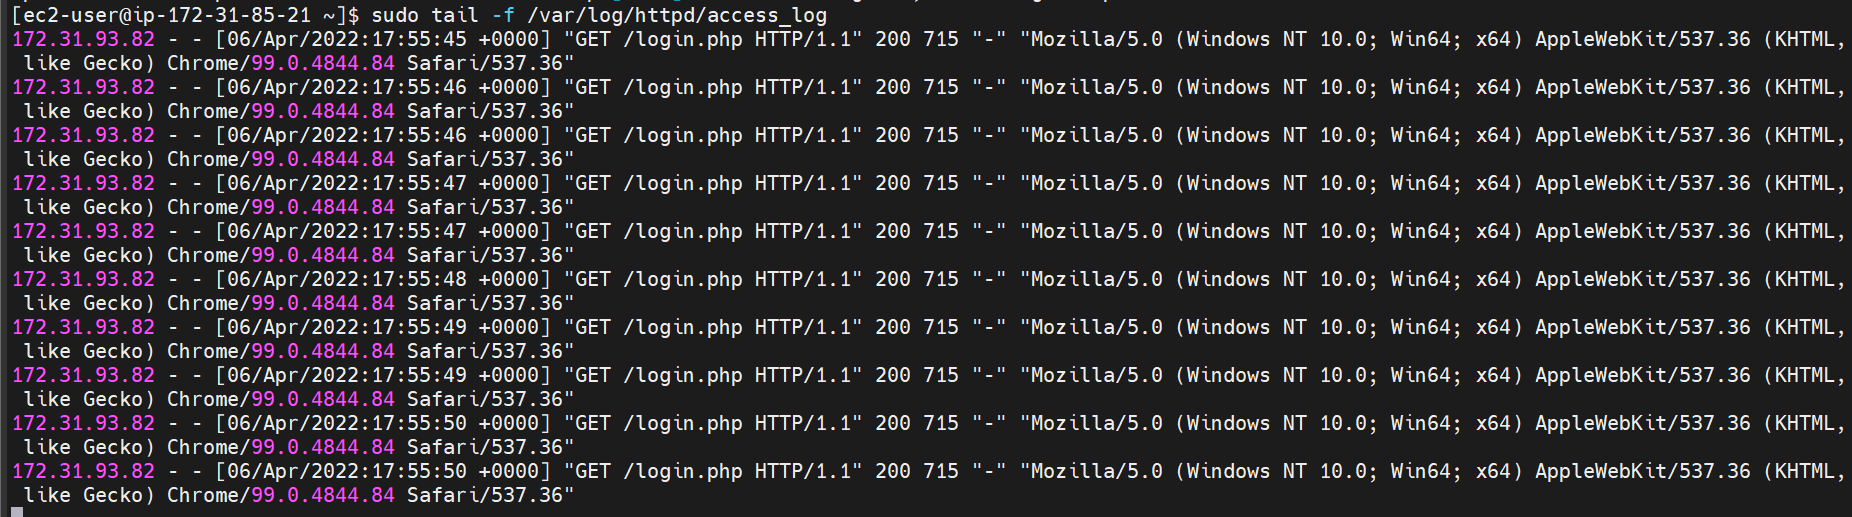 [ec2-user@ip-172-31-85-21 ~]$ sudo tail -f /var/log/httpd/access_log
172.31.93.82 - - [06/Apr/2022:17:55:45 +0000] "GET /login.php HTTP/1.1" 200 715 "-" "Mozilla/5.0 (Windows NT 10.0; Win64; x64) AppleWebKit/537.36 (KHTML,
like Gecko) Chrome/99.0.4844.84 Safari/537.36"
172.31.93.82 - - [06/Apr/2022:17:55:46 +0000] "GET /login.php HTTP/1.1" 200 715 "-" "Mozilla/5.0 (Windows NT 10.0; Win64; x64) AppleWebKit/537.36 (KHTML,
like Gecko) Chrome/99.0.4844.84 Safari/537.36"
172.31.93.82 - - [06/Apr/2022:17:55:46 +0000] "GET /login.php HTTP/1.1" 200 715 "-" "Mozilla/5.0 (Windows NT 10.0; Win64; x64) AppleWebKit/537.36 (KHTML,
like Gecko) Chrome/99.0.4844.84 Safari/537.36"
172.31.93.82 - - [06/Apr/2022:17:55:47 +0000] "GET /login.php HTTP/1.1" 200 715 "-" "Mozilla/5.0 (Windows NT 10.0; Win64; x64) AppleWebKit/537.36 (KHTML,
like Gecko) Chrome/99.0.4844.84 Safari/537.36"
172.31.93.82 - - [06/Apr/2022:17:55:47 +0000] "GET /login.php HTTP/1.1" 200 715 "-" "Mozilla/5.0 (Windows NT 10.0; Win64; x64) AppleWebKit/537.36 (KHTML,
like Gecko) Chrome/99.0.4844.84 Safari/537.36"
172.31.93.82 - - [06/Apr/2022:17:55:48 +0000] "GET /login.php HTTP/1.1" 200 715 "-" "Mozilla/5.0 (Windows NT 10.0; Win64; x64) AppleWebKit/537.36 (KHTML,
like Gecko) Chrome/99.0.4844.84 Safari/537.36"
172.31.93.82 - - [06/Apr/2022:17:55:49 +0000] "GET /login.php HTTP/1.1" 200 715 "-" "Mozilla/5.0 (Windows NT 10.0; Win64; x64) AppleWebKit/537.36 (KHTML,
like Gecko) Chrome/99.0.4844.84 Safari/537.36"
172.31.93.82 - - [06/Apr/2022:17:55:49 +0000] "GET /login.php HTTP/1.1" 200 715 "-" "Mozilla/5.0 (Windows NT 10.0; Win64; x64) AppleWebKit/537.36 (KHTML,
like Gecko) Chrome/99.0.4844.84 Safari/537.36"
172.31.93.82 - - [06/Apr/2022:17:55:50 +0000] "GET /login.php HTTP/1.1" 200 715 "-" "Mozilla/5.0 (Windows NT 10.0; Win64; x64) AppleWebKit/537.36 (KHTML,
like Gecko) Chrome/99.0.4844.84 Safari/537.36"
172.31.93.82 - - [06/Apr/2022:17:55:50 +0000] "GET /login.php HTTP/1.1" 200 715 "-" "Mozilla/5.0 (Windows NT 10.0; Win64; x64) AppleWebKit/537.36 (KHTML,
like Gecko) Chrome/99.0.4844.84 Safari/537.36"